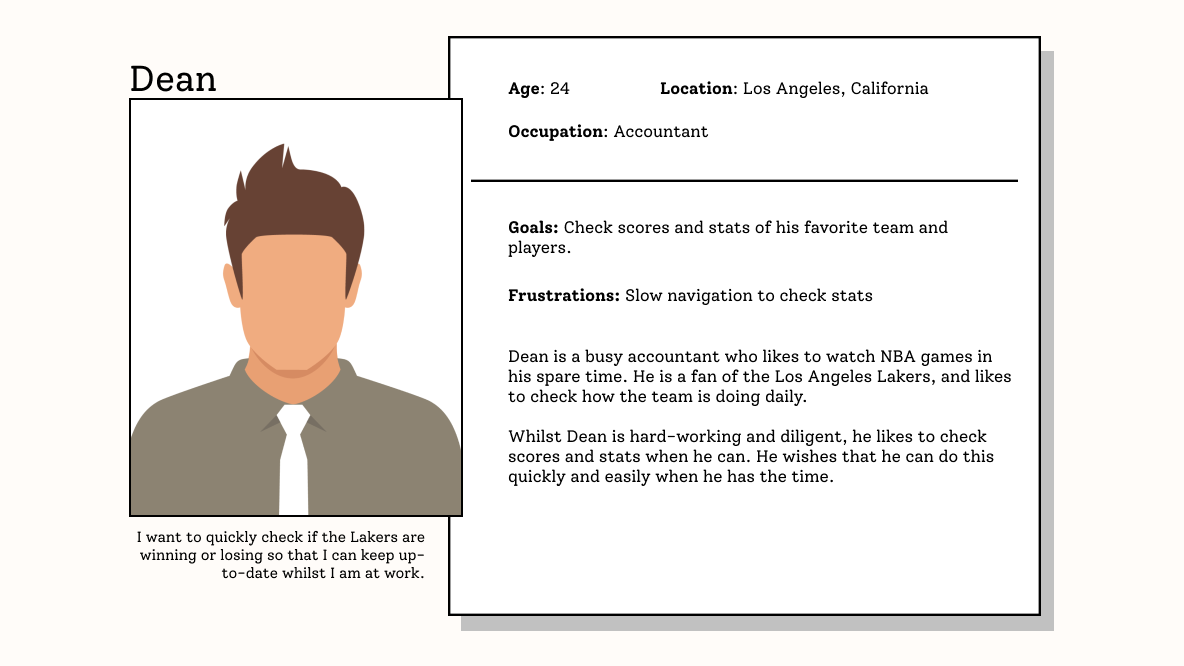 Dean
Age: 24
Location: Los Angeles, California
Occupation: Accountant
Goals: Check scores and stats of his favorite team and
players.
Frustrations: Slow navigation to check stats
Dean is a busy accountant who likes to watch NBA games in
his spare time. He is a fan of the Los Angeles Lakers, and likes
to check how the team is doing daily.
Whilst Dean is hard-working and diligent, he likes to check
scores and stats when he can. He wishes that he can do this
quickly and easily when he has the time.
I want to quickly check if the Lakers are
winning or losing so that I can keep up-
to-date whilst I am at work.